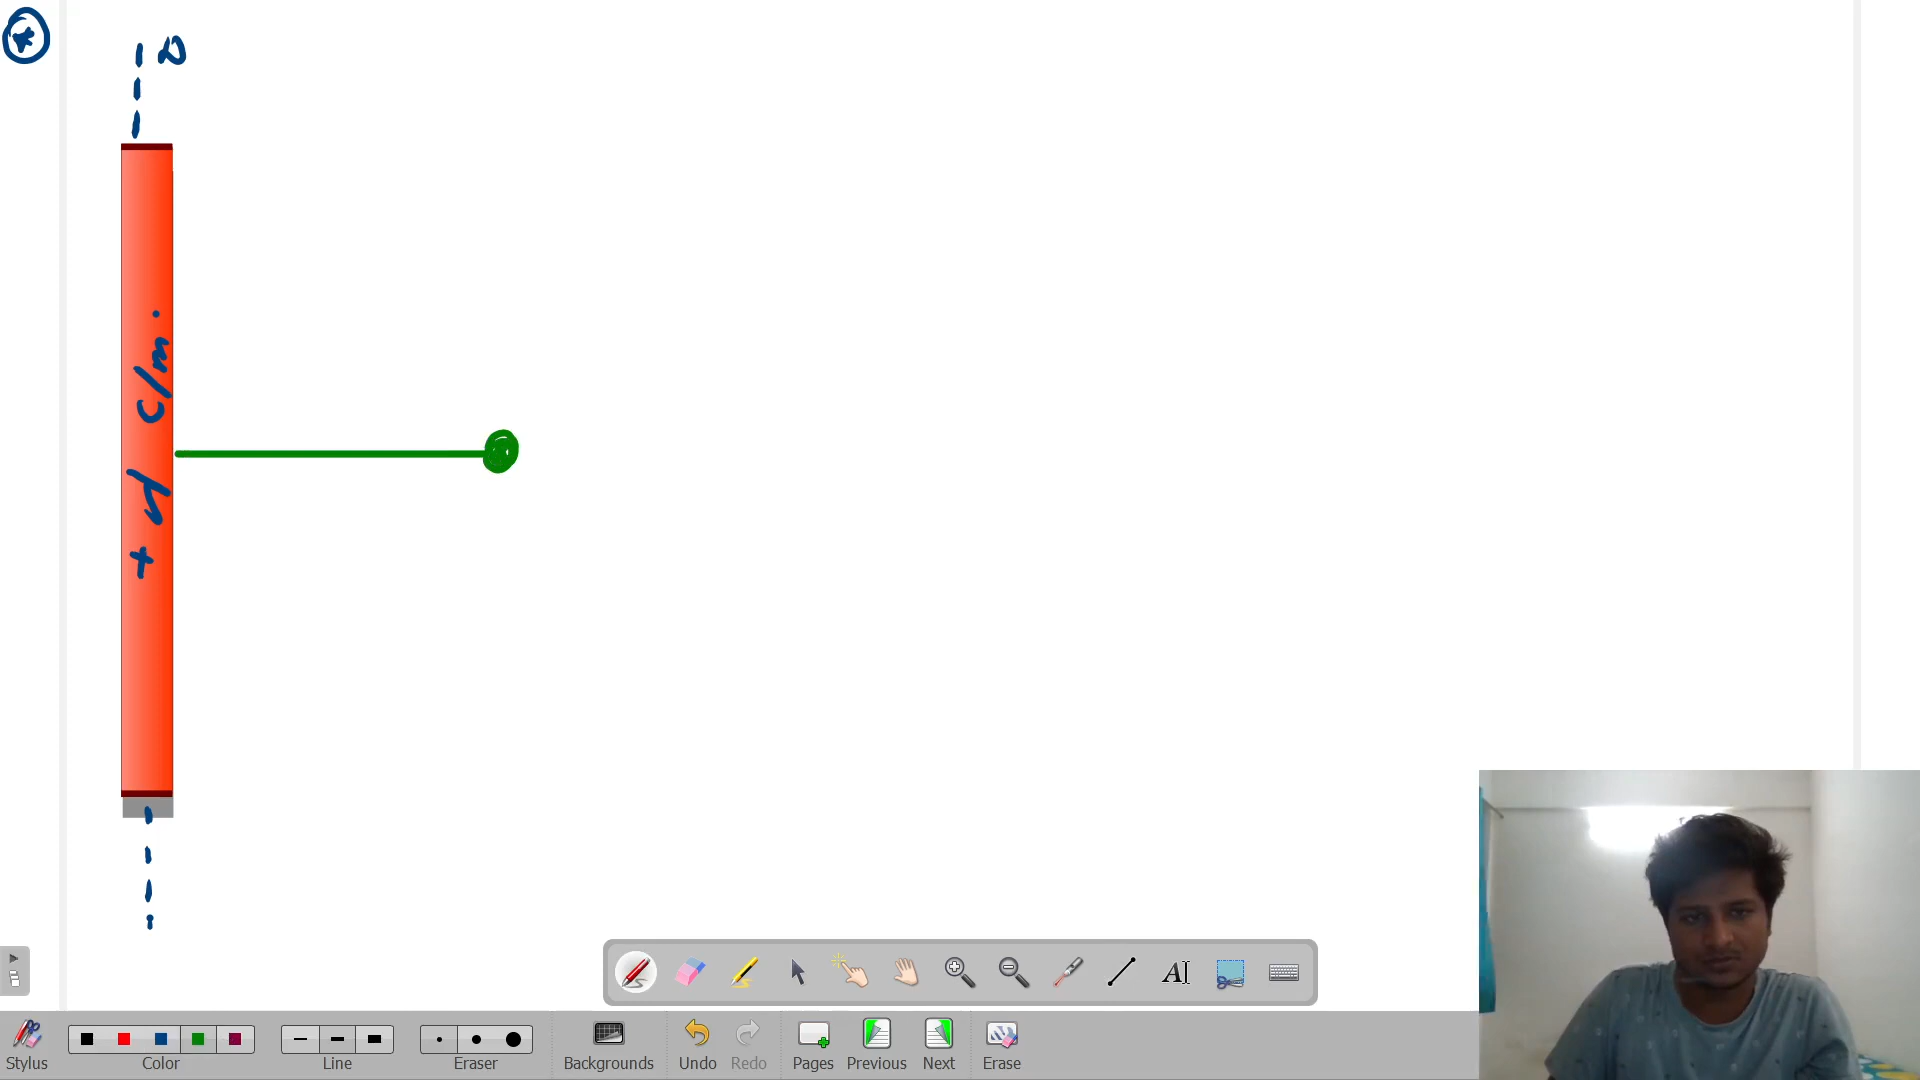 ∞
+ λ C/m.
Stylus
Color
Line
Eraser
Backgrounds
Undo
Redo
Pages
Previous
Next
Erase